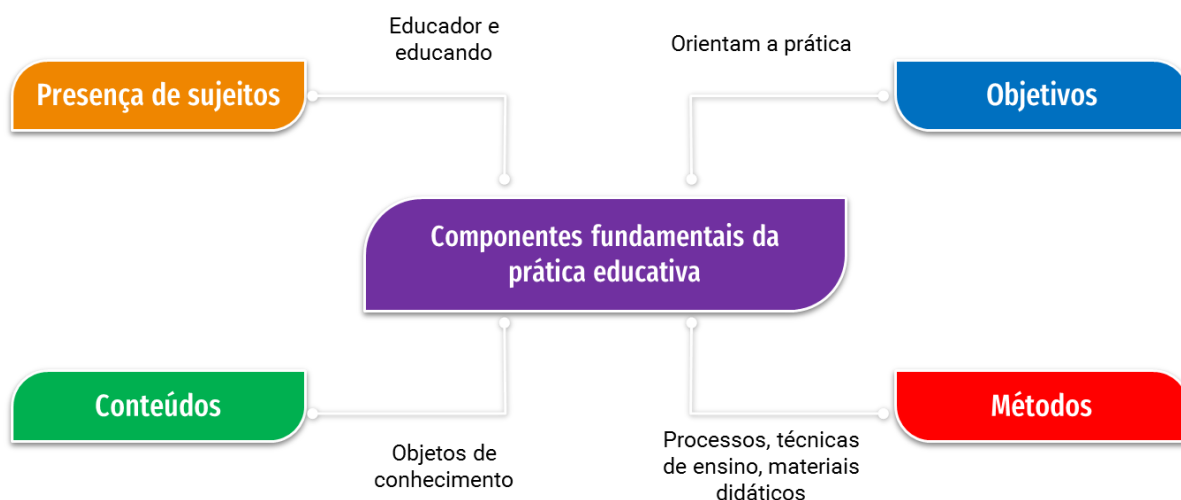 Educador e
educando
Orientam a prática
Presença de sujeitos
Objetivos
Componentes fundamentais da
prática educativa
Conteúdos
Métodos
Objetos de
conhecimento
Processos, técnicas
de ensino, materiais
didáticos